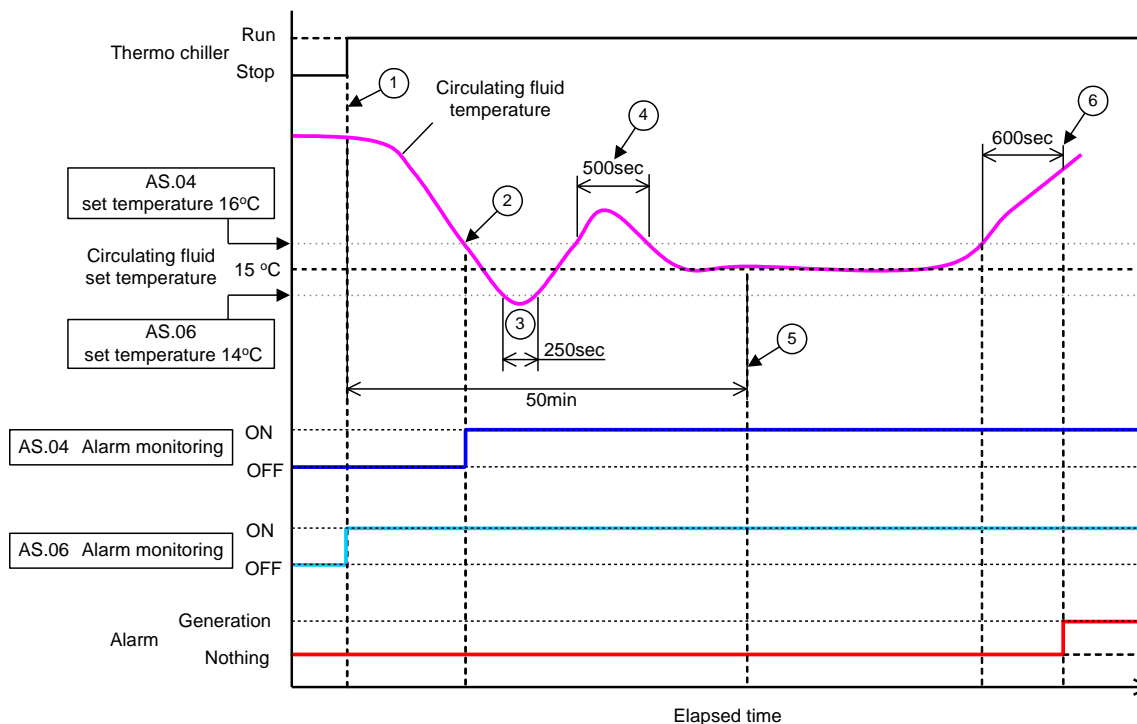 Run
Thermo chiller
Stop
1
Circulating fluid
temperature
4
6
600sec
500sec
AS.04
set temperature 16oC
2
Circulating fluid
set temperature
15 oC
3
AS.06
set temperature 14oC
250sec
5
50min
ON
AS.04 Alarm monitoring
OFF
ON
AS.06 Alarm monitoring
OFF
Generation
Alarm
Nothing
Elapsed time